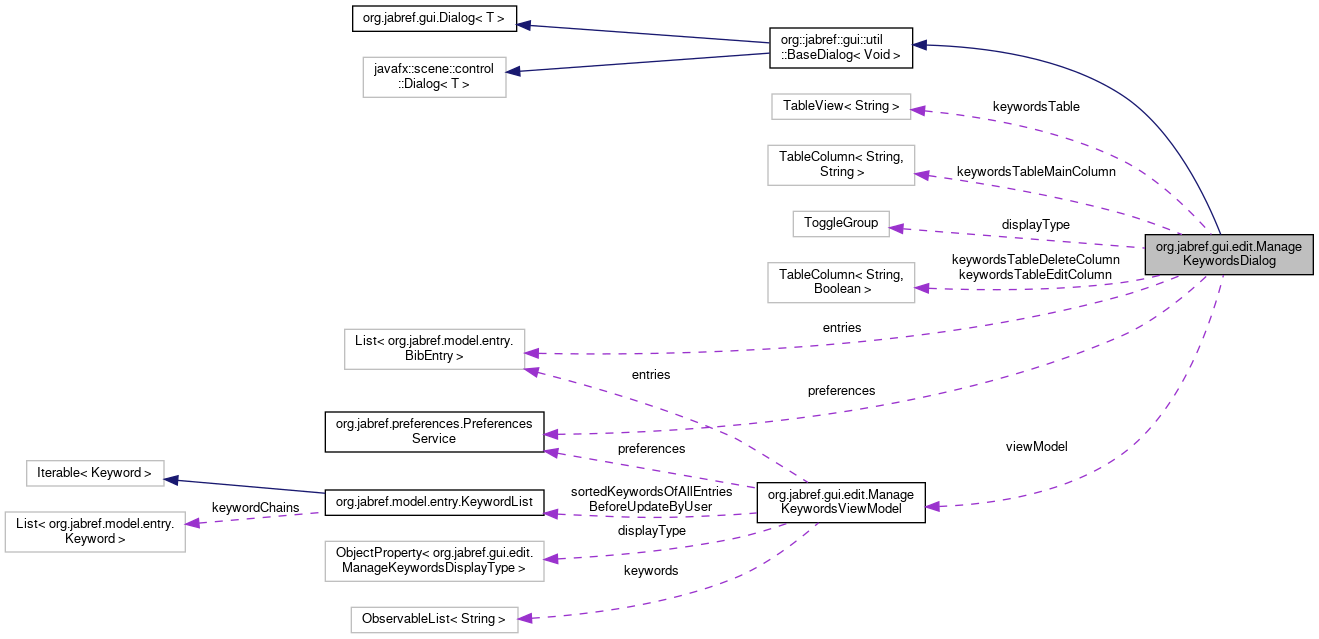 org.jabref.gui.Dialog< T >
org::jabref::gui::util
::BaseDialog< Void >
javafx::scene::control
::Dialog< T >
TableView< String >
keywordsTable
TableColumn< String,
String >
keywordsTableMainColumn
ToggleGroup
displayType
org.jabref.gui.edit.Manage
KeywordsDialog
TableColumn< String,
Boolean >
keywordsTableDeleteColumn
keywordsTableEditColumn
List< org.jabref.model.entry.
BibEntry >
entries
entries
preferences
org.jabref.preferences.Preferences
Service
preferences
viewModel
Iterable< Keyword >
org.jabref.model.entry.KeywordList
sortedKeywordsOfAllEntries
BeforeUpdateByUser
org.jabref.gui.edit.Manage
KeywordsViewModel
List< org.jabref.model.entry.
Keyword >
keywordChains
displayType
ObjectProperty< org.jabref.gui.edit.
ManageKeywordsDisplayType >
keywords
ObservableList< String >